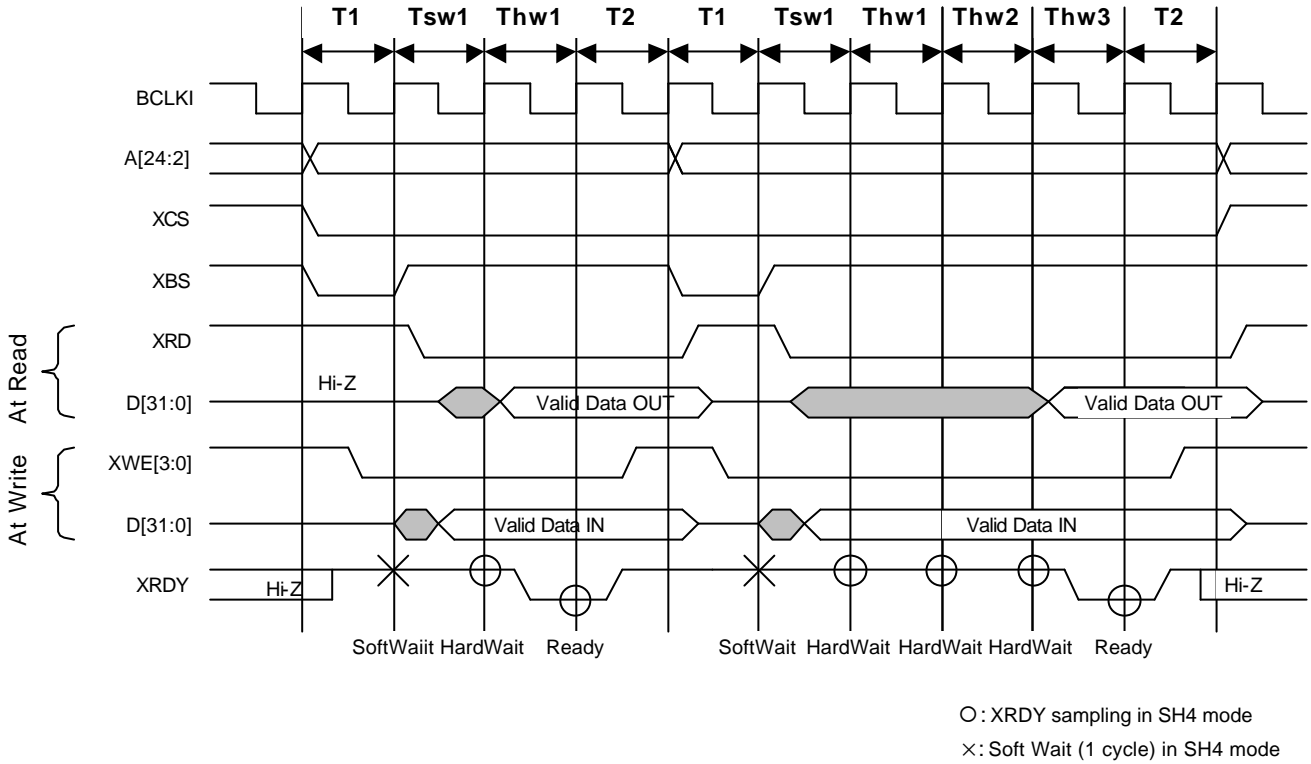 T1 Tsw1 Thw1 T2 T1 Tsw1 Thw1 Thw2 Thw3 T2
BCLKI
A[24:2]
XCS
XBS
At Read
XRD
Hi-Z
D[31:0] Valid Data OUT Valid Data OUT
At Write
XWE[3:0]
D[31:0] Valid Data IN Valid Data IN
XRDY Hi-Z Hi-Z
SoftWaiit HardWait Ready SoftWait HardWait HardWait HardWait Ready
○: XRDY sampling in SH4 mode
×: Soft Wait (1 cycle) in SH4 mode